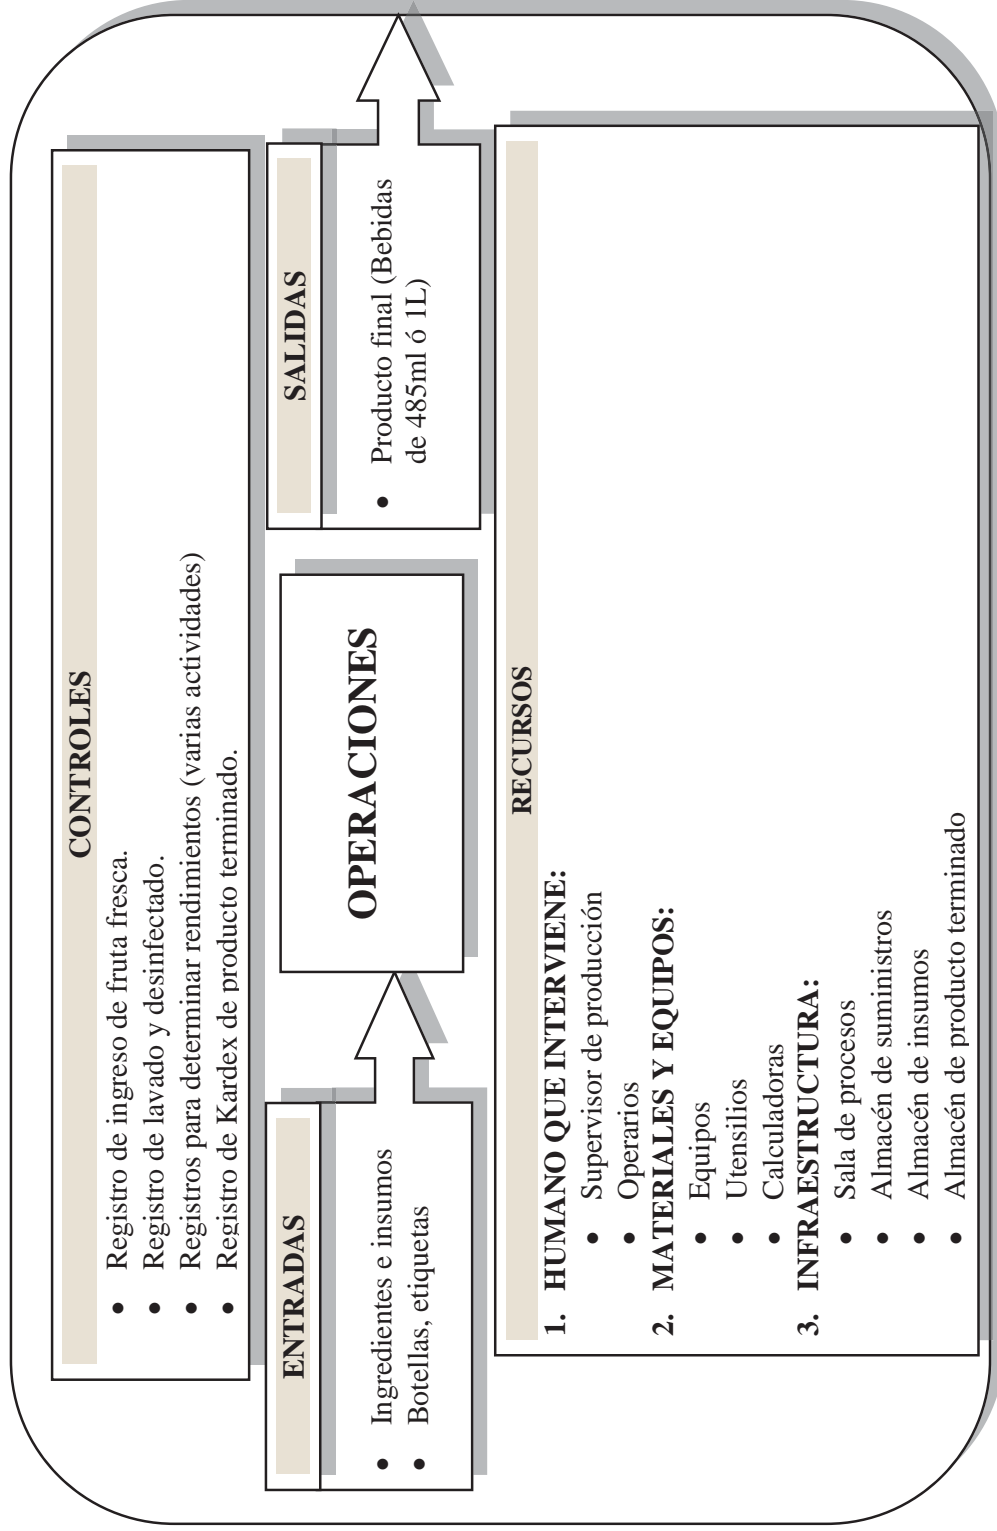 CONTROLES
• Registro de ingreso de fruta fresca.
• Registro de lavado y desinfectado.
• Registros para determinar rendimientos (varias actividades)
• Registro de Kardex de producto terminado.
ENTRADAS
• Ingredientes e insumos
• Botellas, etiquetas
OPERACIONES
SALIDAS
• Producto final (Bebidas
de 485ml ó 1L)
RECURSOS
1. HUMANO QUE INTERVIENE:
• Supervisor de producción
• Operarios
2. MATERIALES Y EQUIPOS:
• Equipos
• Utensilios
• Calculadoras
3. INFRAESTRUCTURA:
• Sala de procesos
• Almacén de suministros
• Almacén de insumos
• Almacén de producto terminado